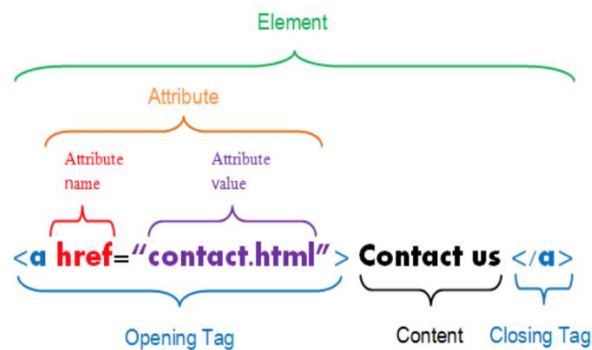 Element
Attribute
Attribute Attribute
name value
<a href=“contact.html”> Contact us </a>
Opening Tag Content Closing Tag